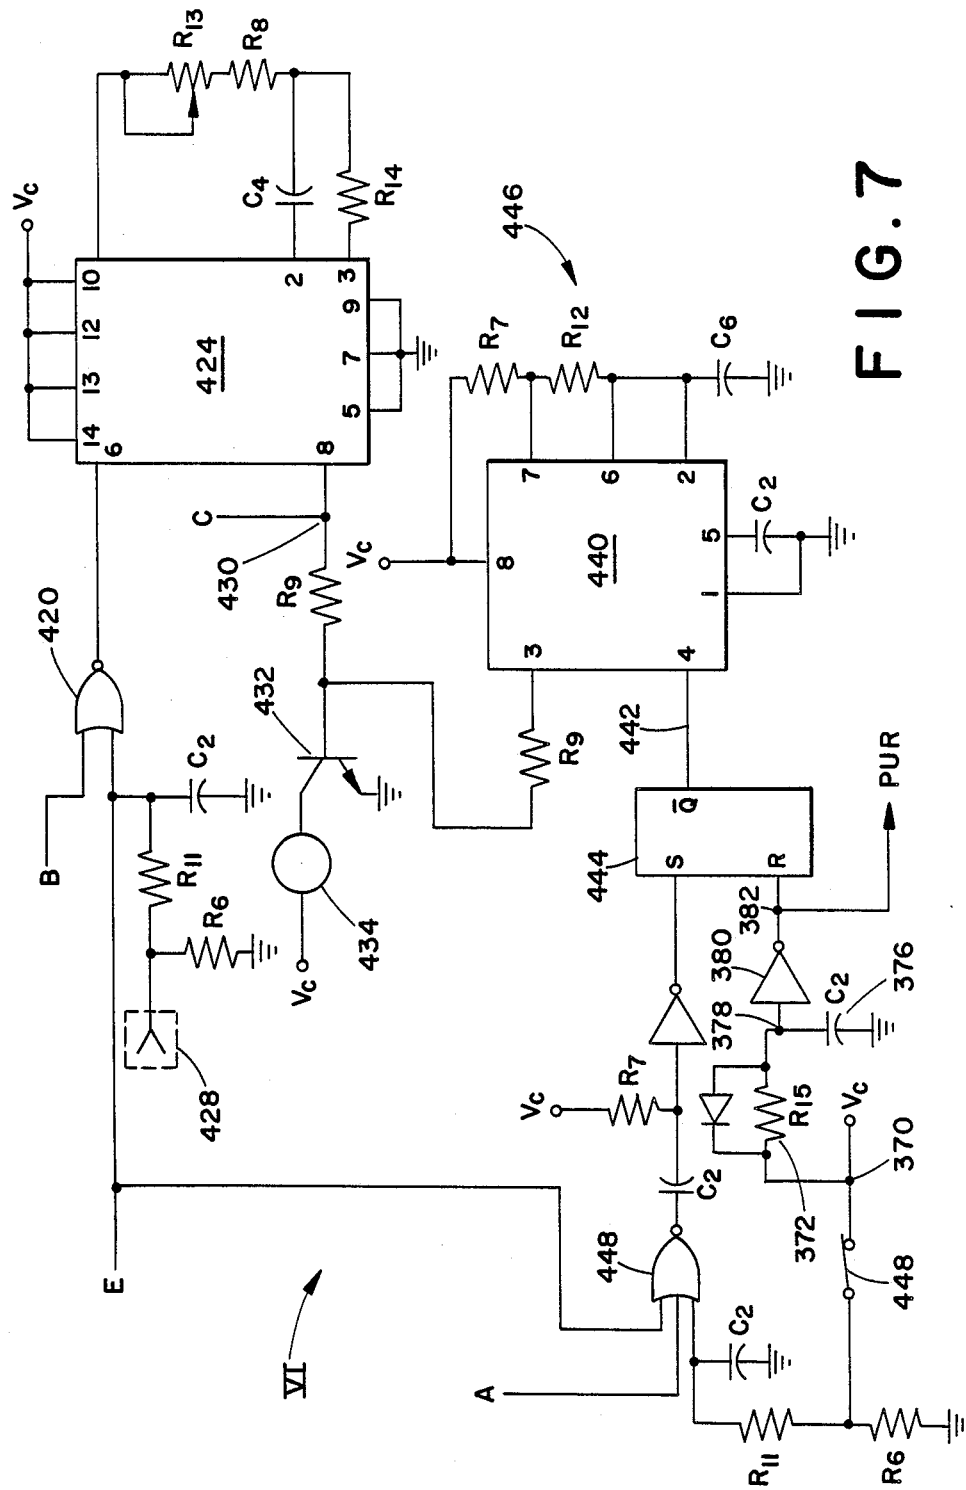 Vc
B
420
E
14
13
12
10
6
R13
C2
R11
R6
428
424
R8
C4
2
3
R14
C
430
8
5
7
9
432
R9
Vc
434
VI
446
Vc
8
R7
7
R12
6
2
C6
440
3
4
1
5
C2
R9
442
A
448
C2
Vc
R7
C2
444
S
Q̄
R
382
PUR
378
380
C2
376
R15
372
Vc
370
448
R11
R6
FIG. 7